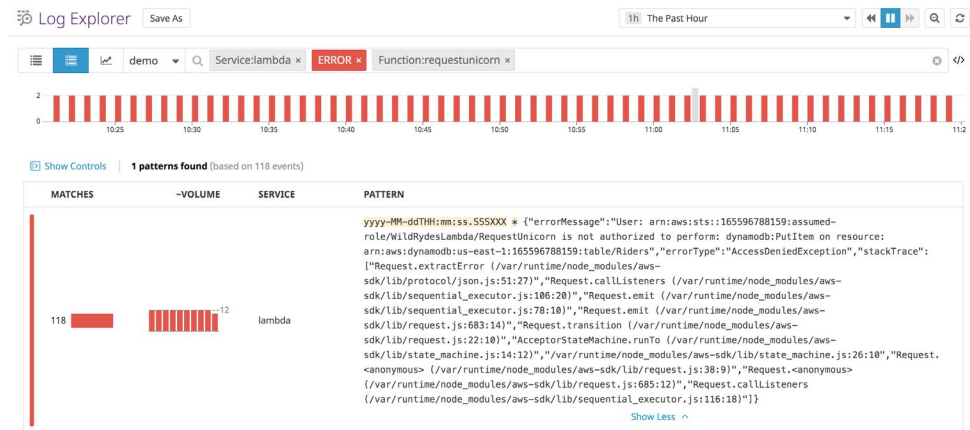 Log Explorer
Save As
1h The Past Hour
demo
Service:lambda ×
ERROR ×
Function:requestunicorn ×
</>
2
0
10:25 10:30 10:35 10:40 10:45 10:50 10:55 11:00 11:05 11:10 11:15 11:2
Show Controls
1 patterns found (based on 118 events)
MATCHES ~VOLUME SERVICE PATTERN
yyyy-MM-ddTHH:mm:ss.SSSXXX * {"errorMessage":"User: arn:aws:sts::165596788159:assumed-
role/WildRydesLambda/RequestUnicorn is not authorized to perform: dynamodb:PutItem on resource:
arn:aws:dynamodb:us-east-1:165596788159:table/Riders","errorType":"AccessDeniedException","stackTrace":
["Request.extractError (/var/runtime/node_modules/aws-
sdk/lib/protocol/json.js:51:27)","Request.callListeners (/var/runtime/node_modules/aws-
sdk/lib/sequential_executor.js:106:20)","Request.emit (/var/runtime/node_modules/aws-
sdk/lib/sequential_executor.js:78:10)","Request.emit (/var/runtime/node_modules/aws-
sdk/lib/request.js:683:14)","Request.transition (/var/runtime/node_modules/aws-
sdk/lib/request.js:22:10)","AcceptorStateMachine.runTo (/var/runtime/node_modules/aws-
sdk/lib/state_machine.js:14:12)","/var/runtime/node_modules/aws-sdk/lib/state_machine.js:26:10","Request.
<anonymous> (/var/runtime/node_modules/aws-sdk/lib/request.js:38:9)","Request.<anonymous>
(/var/runtime/node_modules/aws-sdk/lib/request.js:685:12)","Request.callListeners
(/var/runtime/node_modules/aws-sdk/lib/sequential_executor.js:116:18)"]}
118
12
lambda
Show Less